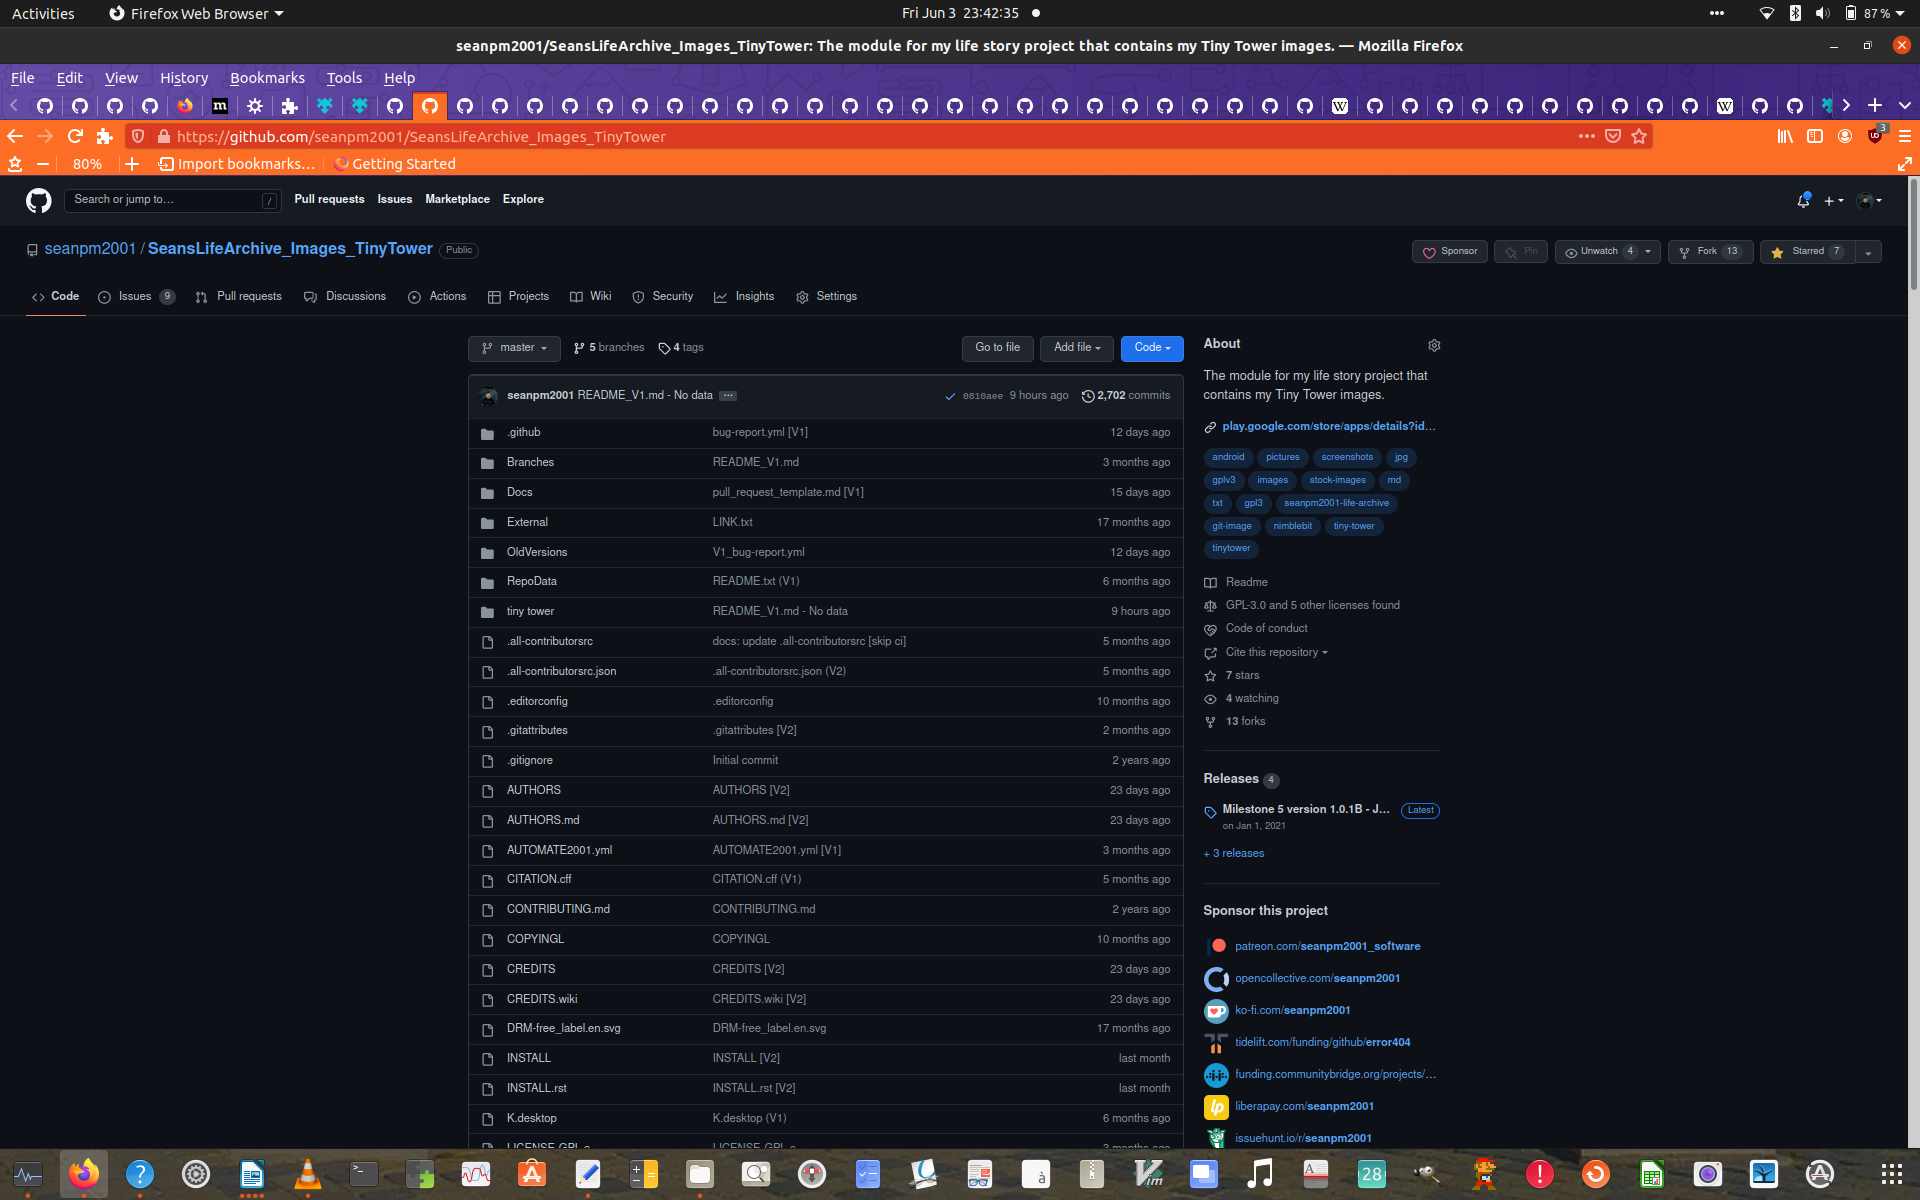 Activities
Firefox Web Browser
Fri Jun 3 23:42:35
87 %
seanpm2001/SeansLifeArchive_Images_TinyTower: The module for my life story project that contains my Tiny Tower images. — Mozilla Firefox
File Edit View History Bookmarks Tools Help
https://github.com/seanpm2001/SeansLifeArchive_Images_TinyTower
3
80%
Import bookmarks…
Getting Started
Search or jump to…
/
Pull requests
Issues
Marketplace
Explore
seanpm2001 / SeansLifeArchive_Images_TinyTower
Public
Sponsor
Pin
Unwatch 4
Fork 13
Starred 7
Code
Issues 9
Pull requests
Discussions
Actions
Projects
Wiki
Security
Insights
Settings
master
5 branches
4 tags
Go to file
Add file
Code
seanpm2001 README_V1.md - No data
0810aee 9 hours ago
2,702 commits
.github bug-report.yml [V1] 12 days ago
Branches README_V1.md 3 months ago
Docs pull_request_template.md [V1] 15 days ago
External LINK.txt 17 months ago
OldVersions V1_bug-report.yml 12 days ago
RepoData README.txt (V1) 6 months ago
tiny tower README_V1.md - No data 9 hours ago
.all-contributorsrc docs: update .all-contributorsrc [skip ci] 5 months ago
.all-contributorsrc.json .all-contributorsrc.json (V2) 5 months ago
.editorconfig .editorconfig 10 months ago
.gitattributes .gitattributes [V2] 2 months ago
.gitignore Initial commit 2 years ago
AUTHORS AUTHORS [V2] 23 days ago
AUTHORS.md AUTHORS.md [V2] 23 days ago
AUTOMATE2001.yml AUTOMATE2001.yml [V1] 3 months ago
CITATION.cff CITATION.cff (V1) 5 months ago
CONTRIBUTING.md CONTRIBUTING.md 2 years ago
COPYINGL COPYINGL 10 months ago
CREDITS CREDITS [V2] 23 days ago
CREDITS.wiki CREDITS.wiki [V2] 23 days ago
DRM-free_label.en.svg DRM-free_label.en.svg 17 months ago
INSTALL INSTALL [V2] last month
INSTALL.rst INSTALL.rst [V2] last month
K.desktop K.desktop (V1) 6 months ago
About
The module for my life story project that
contains my Tiny Tower images.
play.google.com/store/apps/details?id…
android pictures screenshots jpg
gplv3 images stock-images md
txt gpl3 seanpm2001-life-archive
git-image nimblebit tiny-tower
tinytower
Readme
GPL-3.0 and 5 other licenses found
Code of conduct
Cite this repository
7 stars
4 watching
13 forks
Releases 4
Milestone 5 version 1.0.1B - J…
Latest
on Jan 1, 2021
+ 3 releases
Sponsor this project
patreon.com/seanpm2001_software
opencollective.com/seanpm2001
ko-fi.com/seanpm2001
tidelift.com/funding/github/error404
funding.communitybridge.org/projects/…
liberapay.com/seanpm2001
issuehunt.io/r/seanpm2001
28